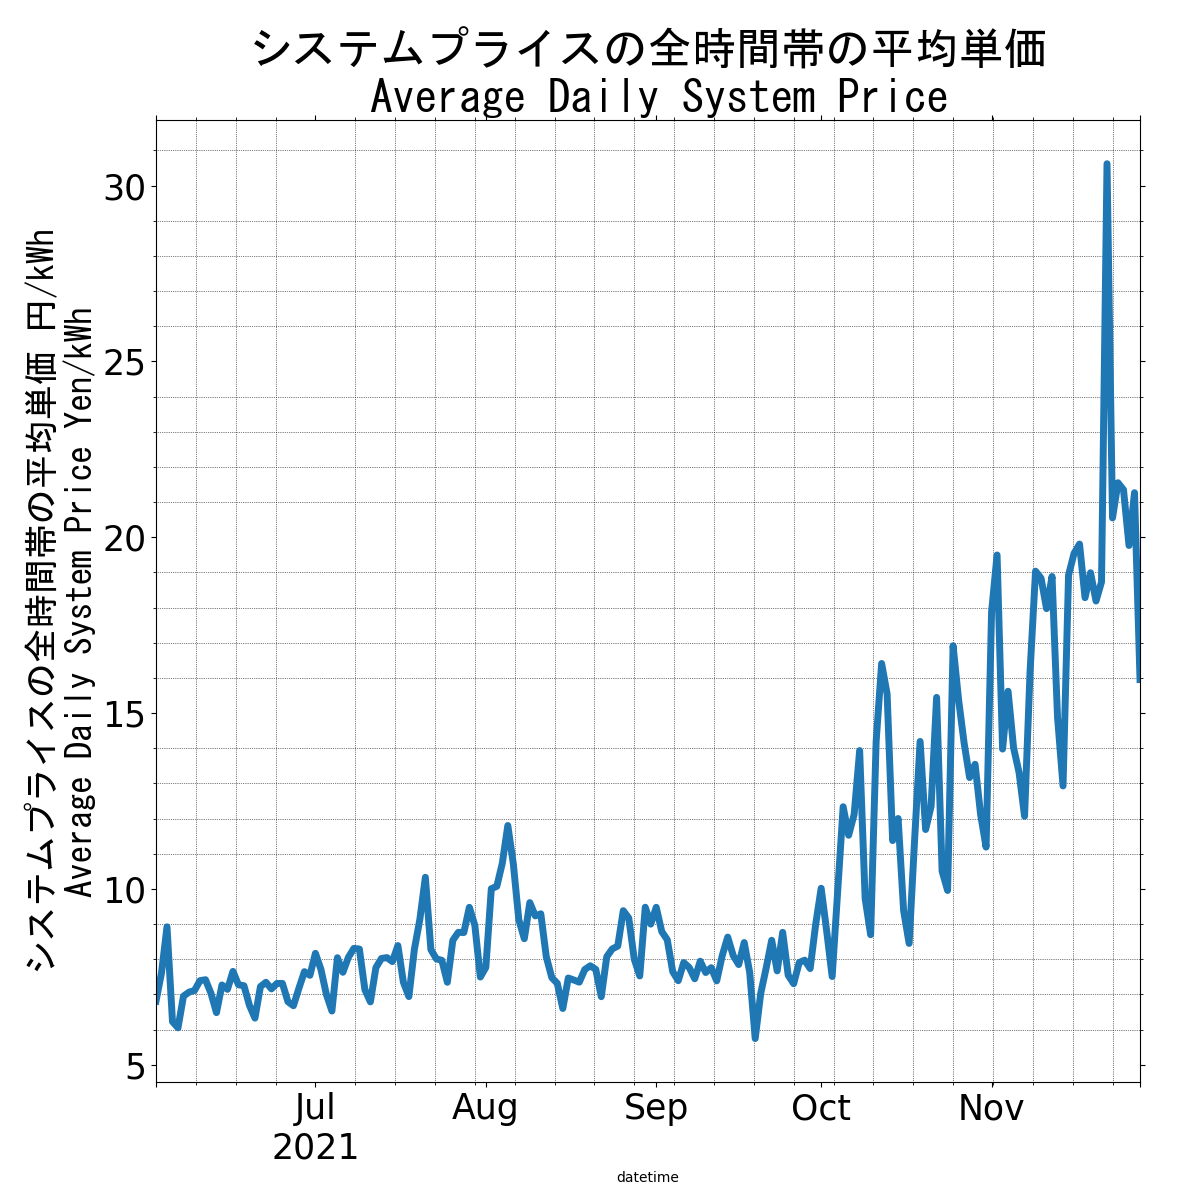 システムプライスの全時間帯の平均単価
Average Daily System Price
システムプライスの全時間帯の平均単価 円/kWh
Average Daily System Price Yen/kWh
30
25
20
15
10
5
Jul
2021
Aug
Sep
Oct
Nov
datetime